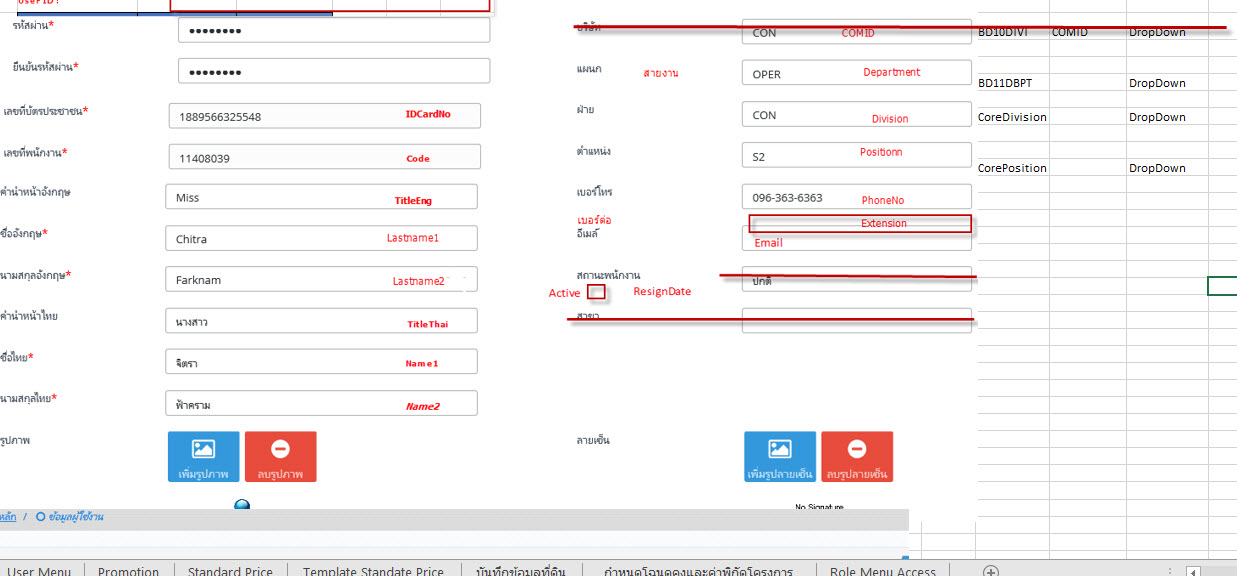 UserID!
รหัสผ่าน* ●●●●●●●●
CON COMID BD10DIVI COMID DropDown
ยืนยันรหัสผ่าน* ●●●●●●●●
แผนก สายงาน OPER Department
BD11DBPT DropDown
เลขที่บัตรประชาชน* 1889566325548 IDCardNo
ฝ่าย CON Division CoreDivision DropDown
เลขที่พนักงาน* 11408039 Code
ตำแหน่ง S2 Positionn
CorePosition DropDown
คำนำหน้าอังกฤษ Miss TitleEng
เบอร์โทร 096-363-6363 PhoneNo
เบอร์ต่อ Extension
ชื่ออังกฤษ* Chitra Lastname1
อีเมล์ Email
นามสกุลอังกฤษ* Farknam Lastname2
สถานะพนักงาน ปกติ
Active ResignDate
คำนำหน้าไทย นางสาว TitleThai
สาขา
ชื่อไทย* จิตรา Name1
นามสกุลไทย* ฟ้าคราม Name2
รูปภาพ เพิ่มรูปภาพ ลบรูปภาพ
ลายเซ็น เพิ่มรูปลายเซ็น ลบรูปลายเซ็น
No Signature
หลัก / ข้อมูลผู้ใช้งาน
User Menu Promotion Standard Price Template Standate Price บันทึกข้อมูลที่ดิน กำหนดโฉนดคงและค่าพิกัดโครงการ Role Menu Access